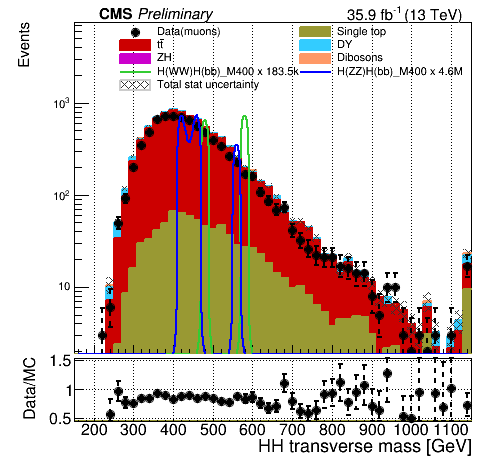 CMS Preliminary 35.9 fb⁻¹ (13 TeV)
Events
Data(muons) Single top
tt̄ DY
ZH Dibosons
H(WW)H(bb)_M400 x 183.5k H(ZZ)H(bb)_M400 x 4.6M
Total stat uncertainty
10³
10²
10
Data/MC
1.5
1
0.5
200 300 400 500 600 700 800 900 1000 1100
HH transverse mass [GeV]